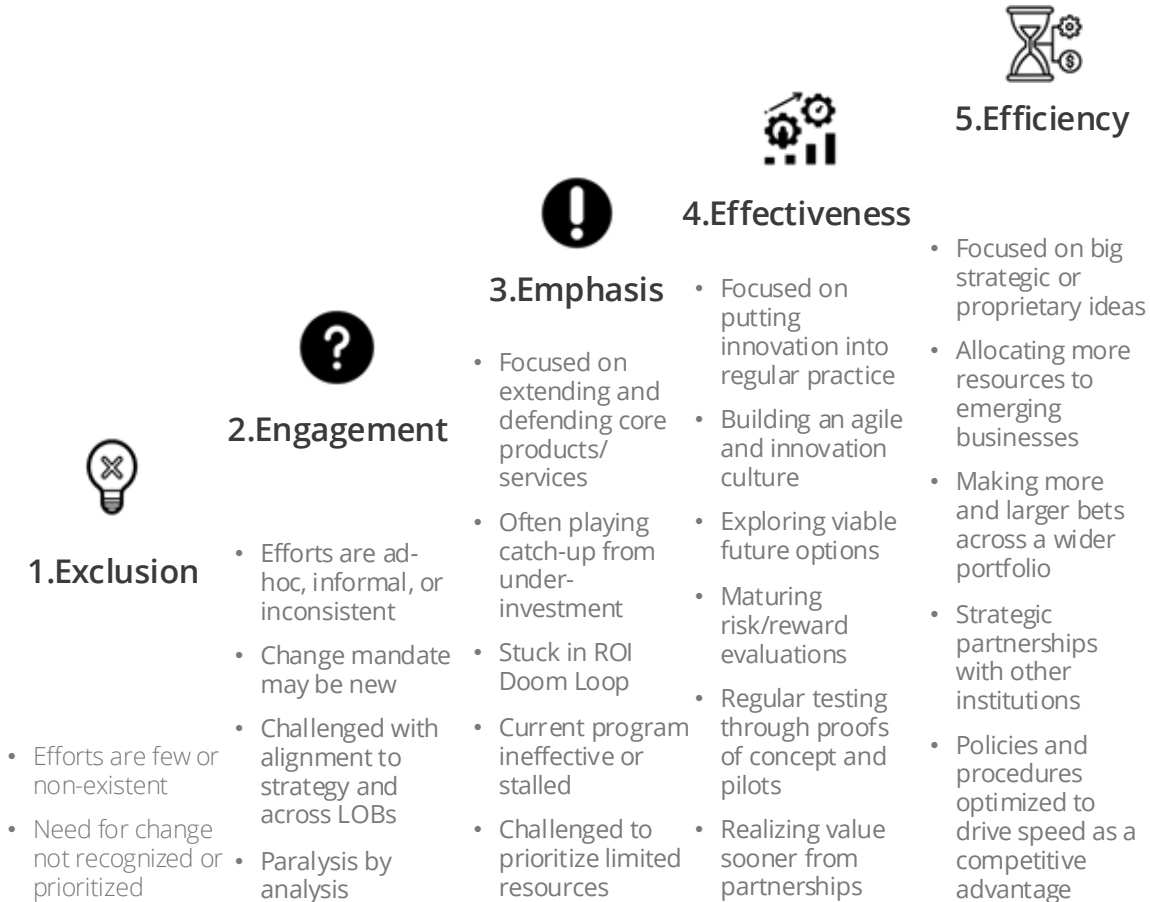 1.Exclusion
• Efforts are few or
non-existent
• Need for change
not recognized or
prioritized
2.Engagement
• Efforts are ad-
hoc, informal, or
inconsistent
• Change mandate
may be new
• Challenged with
alignment to
strategy and
across LOBs
• Paralysis by
analysis
3.Emphasis
• Focused on
extending and
defending core
products/
services
• Often playing
catch-up from
under-
investment
• Stuck in ROI
Doom Loop
• Current program
ineffective or
stalled
• Challenged to
prioritize limited
resources
4.Effectiveness
• Focused on
putting
innovation into
regular practice
• Building an agile
and innovation
culture
• Exploring viable
future options
• Maturing
risk/reward
evaluations
• Regular testing
through proofs
of concept and
pilots
• Realizing value
sooner from
partnerships
5.Efficiency
• Focused on big
strategic or
proprietary ideas
• Allocating more
resources to
emerging
businesses
• Making more
and larger bets
across a wider
portfolio
• Strategic
partnerships
with other
institutions
• Policies and
procedures
optimized to
drive speed as a
competitive
advantage